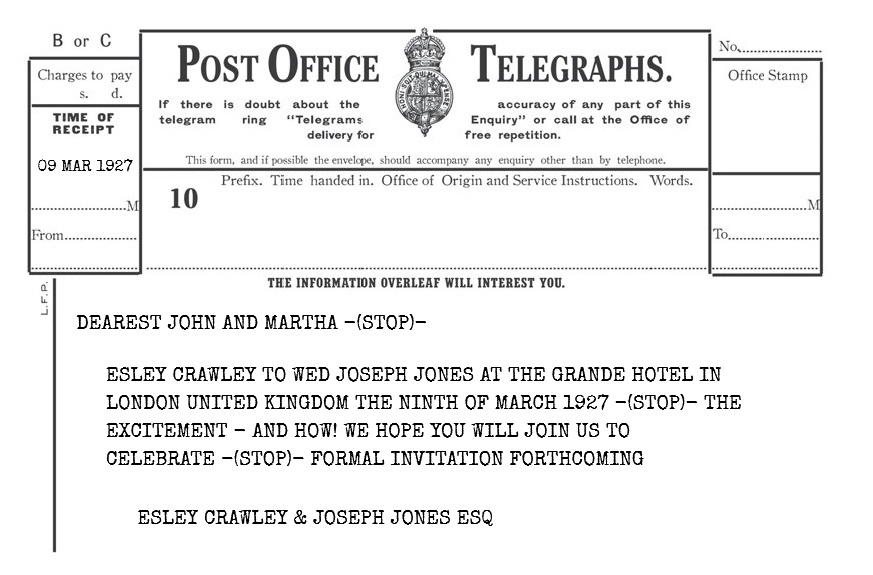 B or C
Charges to pay
s. d.
TIME OF
RECEIPT
09 MAR 1927
M
From
POST OFFICE TELEGRAPHS.
If there is doubt about the accuracy of any part of this
telegram ring "Telegrams Enquiry" or call at the Office of
delivery for free repetition.
This form, and if possible the envelope, should accompany any enquiry other than by telephone.
10 Prefix. Time handed in. Office of Origin and Service Instructions. Words.
No.
Office Stamp
M
To
THE INFORMATION OVERLEAF WILL INTEREST YOU.
L.F.P.
DEAREST JOHN AND MARTHA -(STOP)-
ESLEY CRAWLEY TO WED JOSEPH JONES AT THE GRANDE HOTEL IN
LONDON UNITED KINGDOM THE NINTH OF MARCH 1927 -(STOP)- THE
EXCITEMENT - AND HOW! WE HOPE YOU WILL JOIN US TO
CELEBRATE -(STOP)- FORMAL INVITATION FORTHCOMING
ESLEY CRAWLEY & JOSEPH JONES ESQ